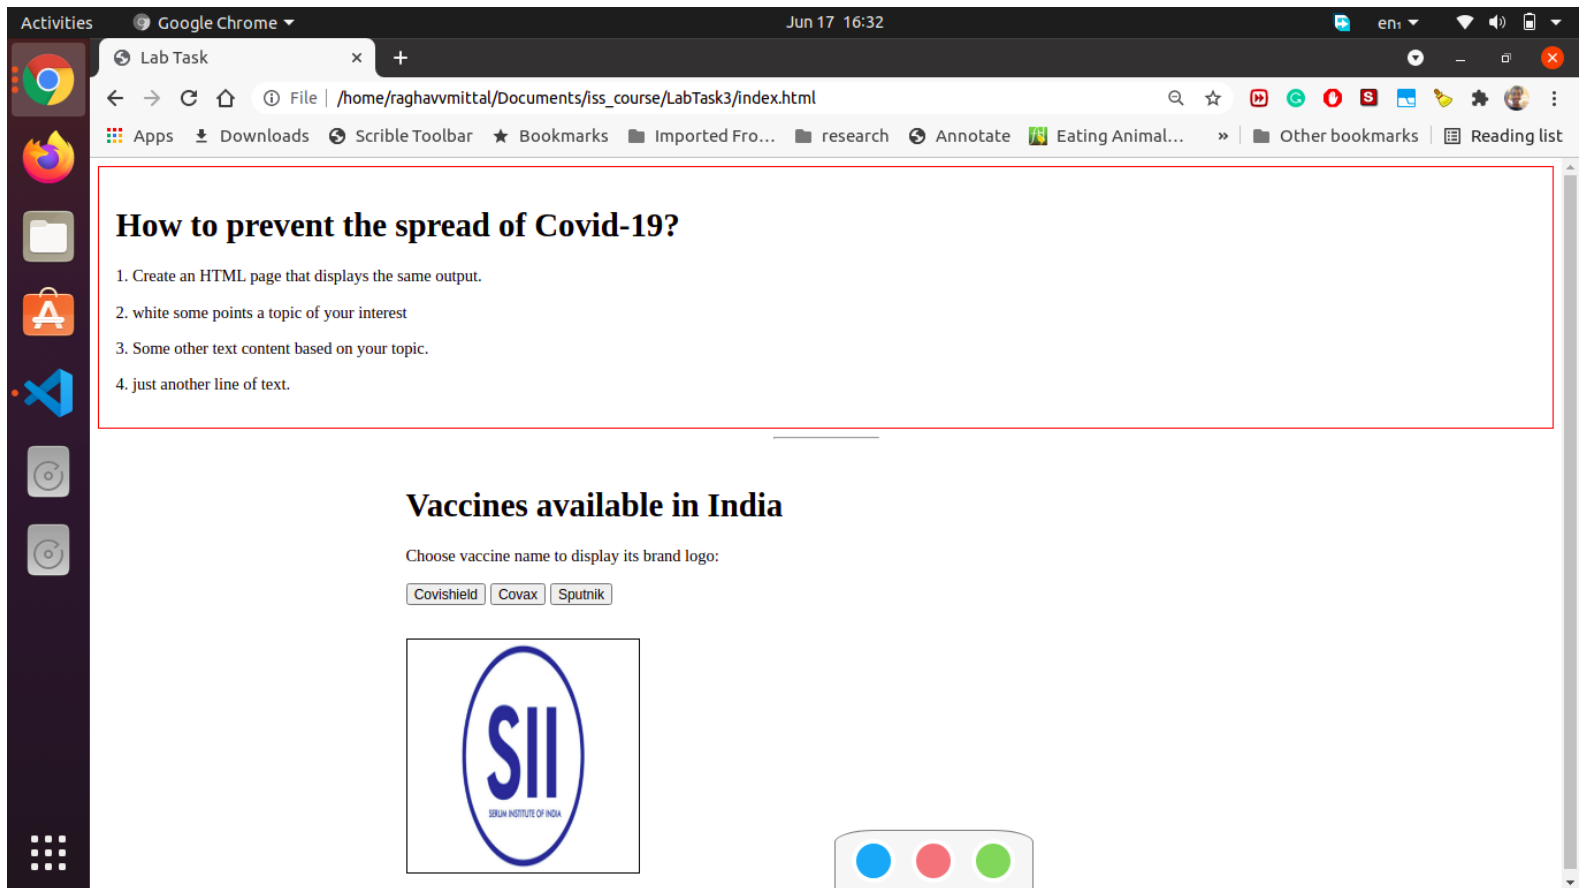 Activities Google Chrome Jun 17 16:32 en₁
Lab Task
File /home/raghavvmittal/Documents/iss_course/LabTask3/index.html
Apps Downloads Scrible Toolbar Bookmarks Imported Fro... research Annotate Eating Animal... » Other bookmarks Reading list
How to prevent the spread of Covid-19?
1. Create an HTML page that displays the same output.
2. white some points a topic of your interest
3. Some other text content based on your topic.
4. just another line of text.
Vaccines available in India
Choose vaccine name to display its brand logo:
Covishield Covax Sputnik
SII
SERUM INSTITUTE OF INDIA